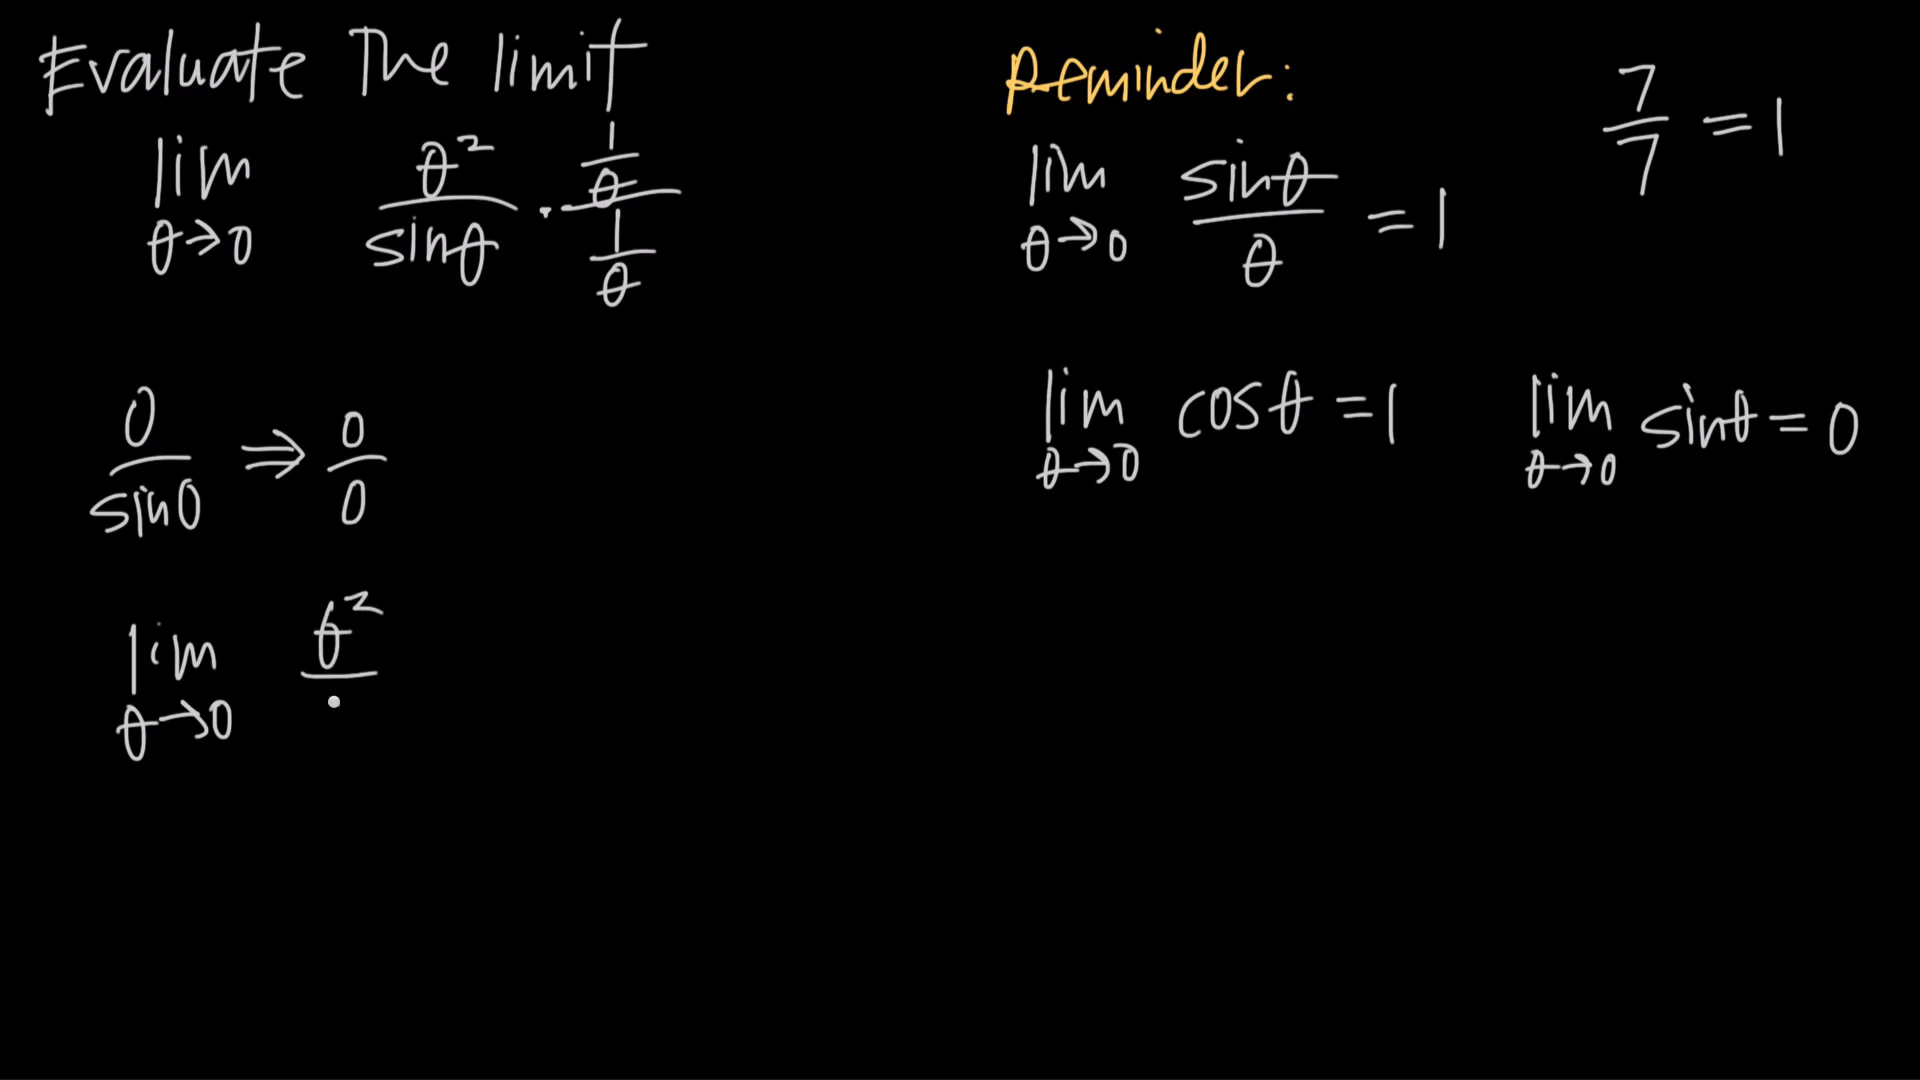 Evaluate The limit
lim θ→0 θ²/sinθ · (1/θ)/(1/θ)
0/sin0 ⇒ 0/0
lim θ→0 θ²/
Reminder:
lim θ→0 sinθ/θ = 1
7/7 = 1
lim θ→0 cosθ = 1
lim θ→0 sinθ = 0